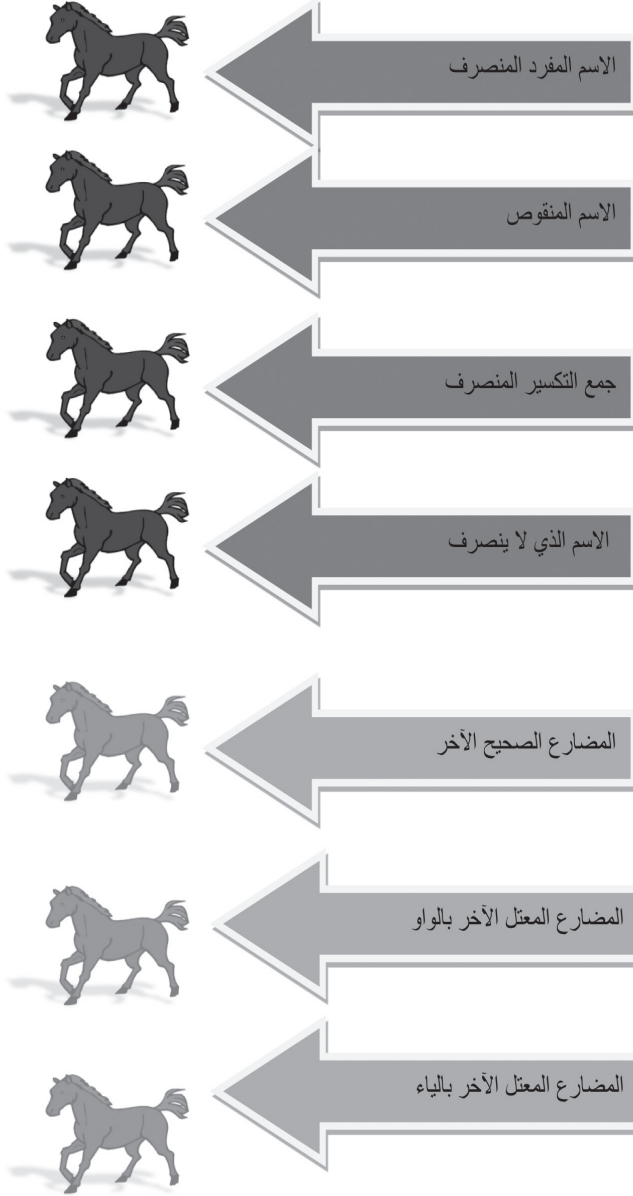 الاسم المفرد المنصرف
الاسم المنقوص
جمع التكسير المنصرف
الاسم الذي لا ينصرف
المضارع الصحيح الآخر
المضارع المعتل الآخر بالواو
المضارع المعتل الآخر بالياء